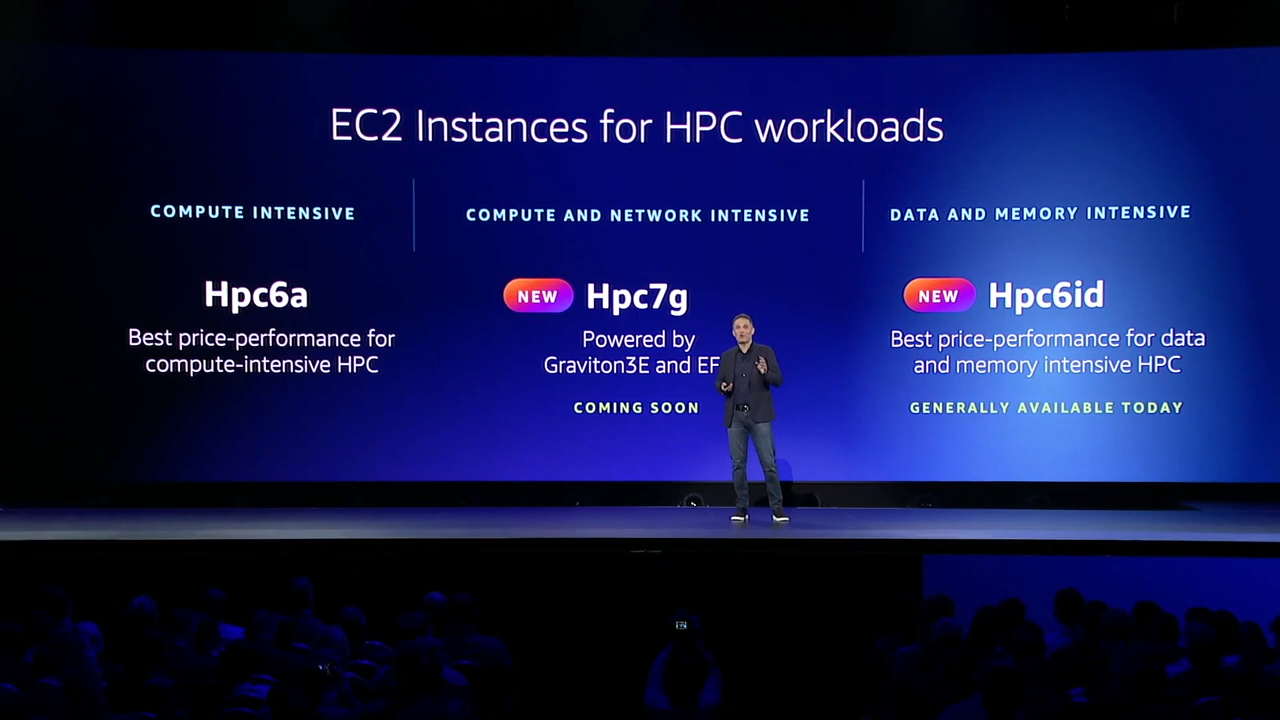 EC2 Instances for HPC workloads
COMPUTE INTENSIVE
Hpc6a
Best price-performance for
compute-intensive HPC
COMPUTE AND NETWORK INTENSIVE
NEW Hpc7g
Powered by
Graviton3E and
COMING SOON
DATA AND MEMORY INTENSIVE
NEW Hpc6id
Best price-performance for data
and memory intensive HPC
GENERALLY AVAILABLE TODAY